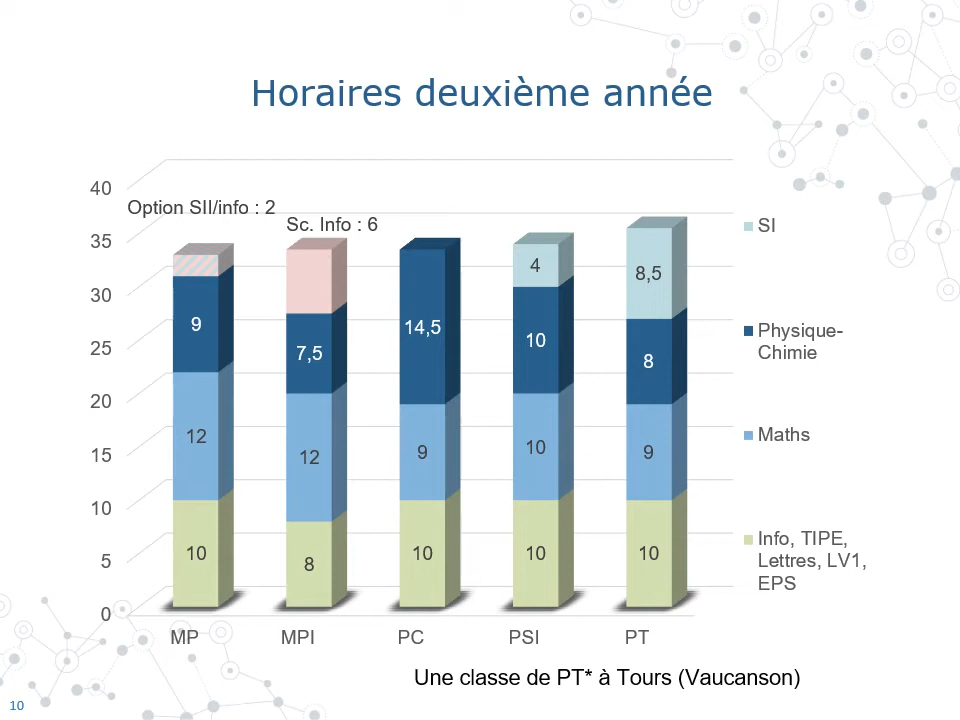 Horaires deuxième année
40
35
30
25
20
15
10
5
0
Option SII/info : 2
Sc. Info : 6
9
12
10
7,5
12
8
14,5
9
10
4
10
10
10
8,5
8
9
10
MP
MPI
PC
PSI
PT
SI
Physique-
Chimie
Maths
Info, TIPE,
Lettres, LV1,
EPS
Une classe de PT* à Tours (Vaucanson)
10